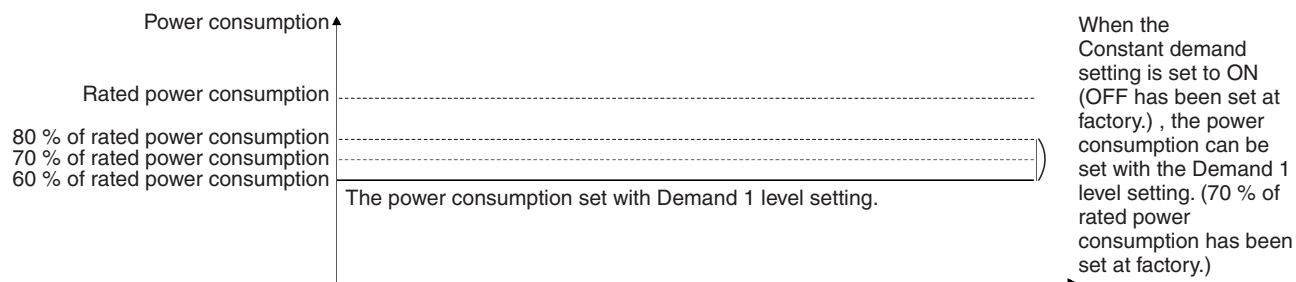 Power consumption
Rated power consumption
80 % of rated power consumption
70 % of rated power consumption
60 % of rated power consumption
The power consumption set with Demand 1 level setting.
When the
Constant demand
setting is set to ON
(OFF has been set at
factory.) , the power
consumption can be
set with the Demand 1
level setting. (70 % of
rated power
consumption has been
set at factory.)